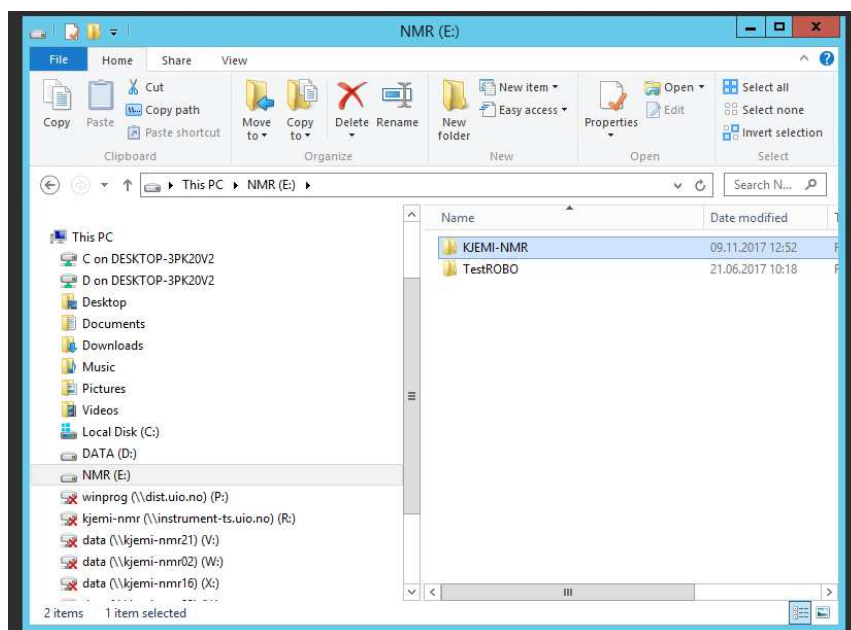 NMR (E:)
File Home Share View
Copy
Paste
Cut
Copy path
Paste shortcut
Clipboard
Move to
Copy to
Delete
Rename
Organize
New folder
New item
Easy access
New
Properties
Open
Edit
Open
Select all
Select none
Invert selection
Select
This PC NMR (E:)
Search N...
Name Date modified
KJEMI-NMR 09.11.2017 12:52
TestROBO 21.06.2017 10:18
This PC
C on DESKTOP-3PK20V2
D on DESKTOP-3PK20V2
Desktop
Documents
Downloads
Music
Pictures
Videos
Local Disk (C:)
DATA (D:)
NMR (E:)
winprog (\\dist.uio.no) (P:)
kjemi-nmr (\\instrument-ts.uio.no) (R:)
data (\\kjemi-nmr21) (V:)
data (\\kjemi-nmr02) (W:)
data (\\kjemi-nmr16) (X:)
2 items 1 item selected